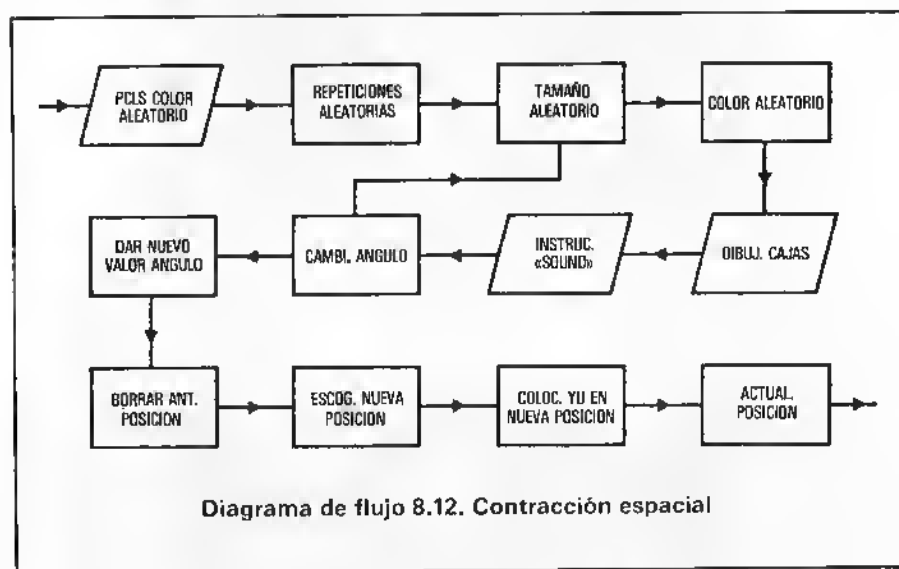 PCLS COLOR
ALEATORIO
REPETICIONES
ALEATORIAS
TAMAÑO
ALEATORIO
COLOR ALEATORIO
DAR NUEVO
VALOR ANGULO
CAMBI. ANGULO
INSTRUC.
«SOUND»
DIBUJ. CAJAS
BORRAR ANT.
POSICION
ESCOG. NUEVA
POSICION
COLOC. YU EN
NUEVA POSICION
ACTUAL.
POSICION
Diagrama de flujo 8.12. Contracción espacial